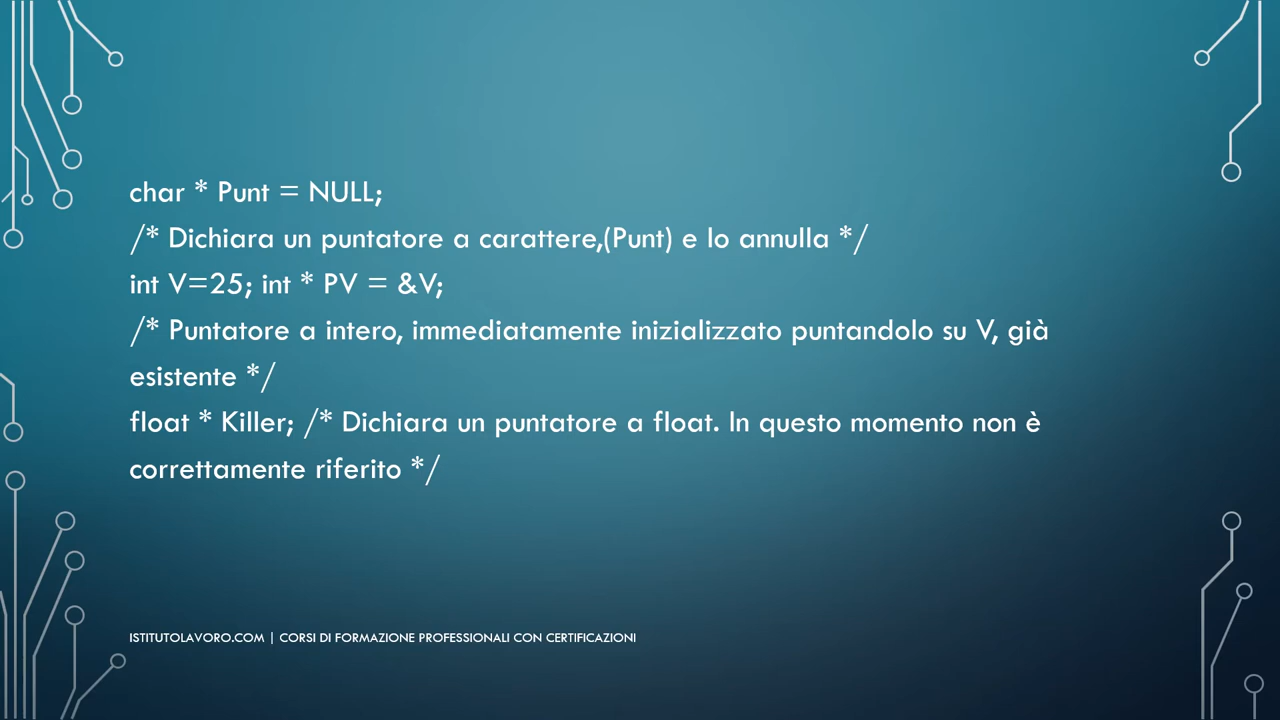 char * Punt = NULL;
/* Dichiara un puntatore a carattere,(Punt) e lo annulla */
int V=25; int * PV = &V;
/* Puntatore a intero, immediatamente inizializzato puntandolo su V, già
esistente */
float * Killer; /* Dichiara un puntatore a float. In questo momento non è
correttamente riferito */
ISTITUTOLAVORO.COM | CORSI DI FORMAZIONE PROFESSIONALI CON CERTIFICAZIONI